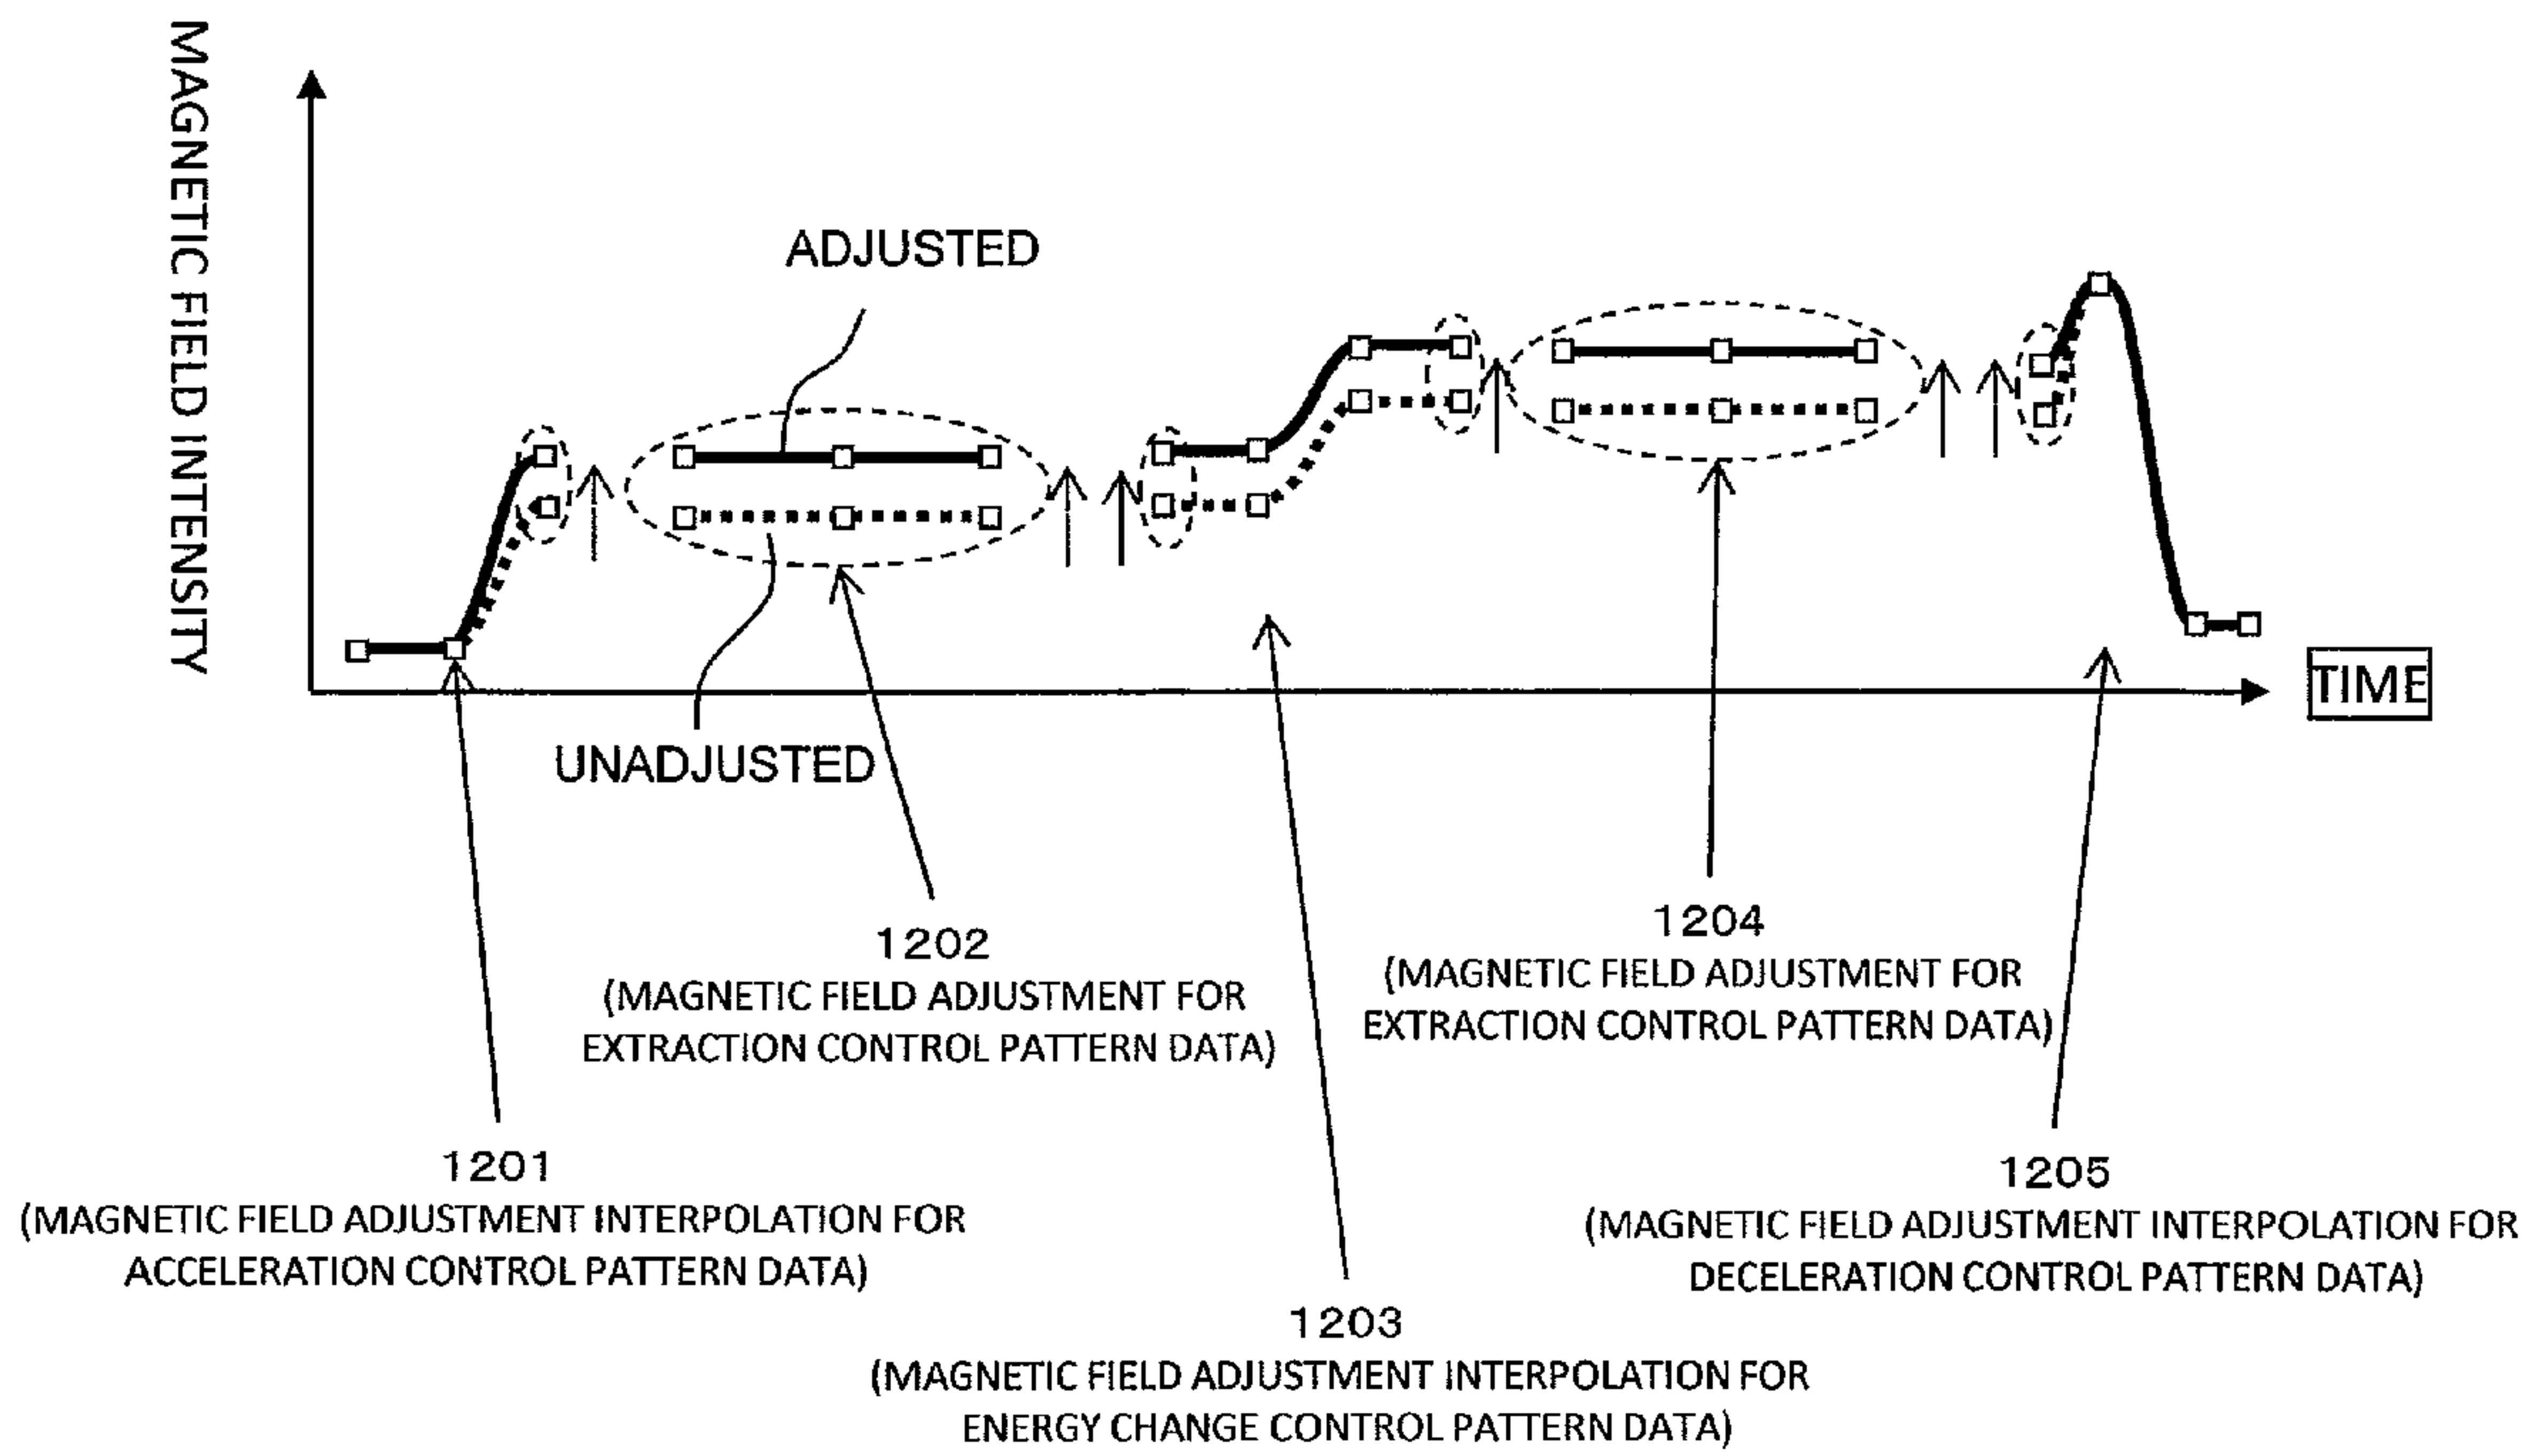 MAGNETIC FIELD INTENSITY
ADJUSTED
UNADJUSTED
TIME
1201
(MAGNETIC FIELD ADJUSTMENT INTERPOLATION FOR
ACCELERATION CONTROL PATTERN DATA)
1202
(MAGNETIC FIELD ADJUSTMENT FOR
EXTRACTION CONTROL PATTERN DATA)
1203
(MAGNETIC FIELD ADJUSTMENT INTERPOLATION FOR
ENERGY CHANGE CONTROL PATTERN DATA)
1204
(MAGNETIC FIELD ADJUSTMENT FOR
EXTRACTION CONTROL PATTERN DATA)
1205
(MAGNETIC FIELD ADJUSTMENT INTERPOLATION FOR
DECELERATION CONTROL PATTERN DATA)